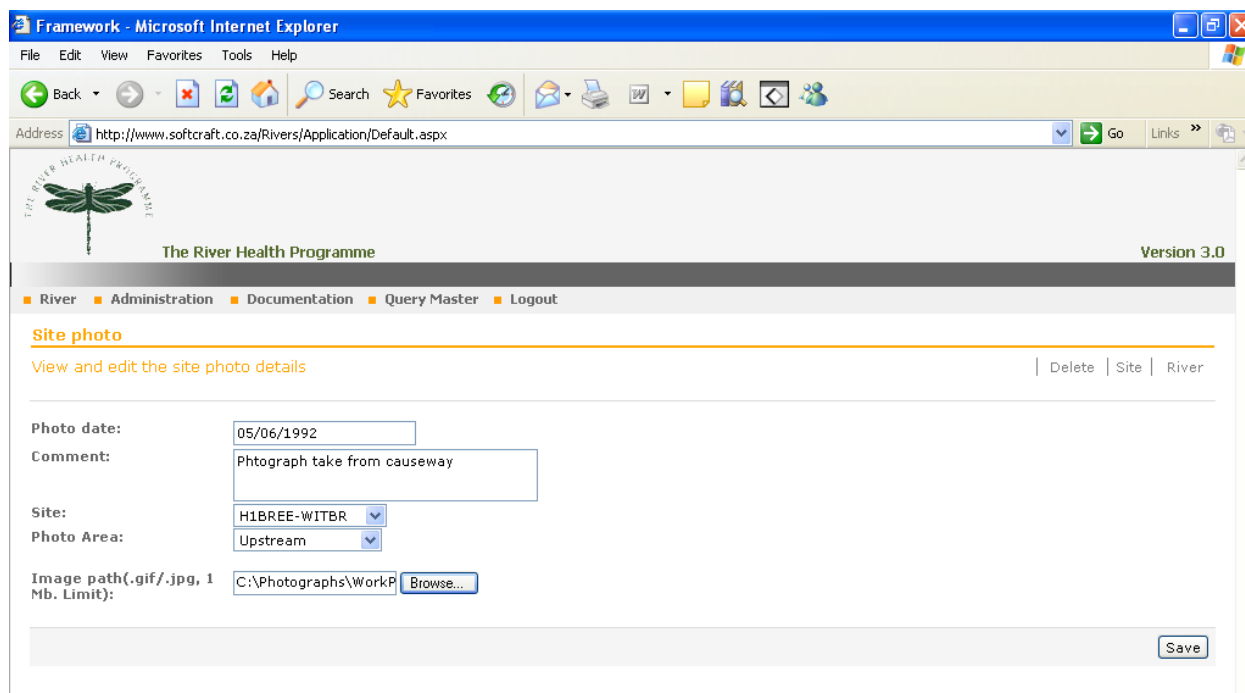 Framework - Microsoft Internet Explorer
File Edit View Favorites Tools Help
Back Search Favorites
Address http://www.softcraft.co.za/Rivers/Application/Default.aspx Go Links »
THE RIVER HEALTH PROGRAMME
The River Health Programme Version 3.0
River Administration Documentation Query Master Logout
Site photo
View and edit the site photo details | Delete | Site | River
Photo date: 05/06/1992
Comment: Phtograph take from causeway
Site: H1BREE-WITBR
Photo Area: Upstream
Image path(.gif/.jpg, 1 C:\Photographs\WorkP Browse...
Mb. Limit):
Save